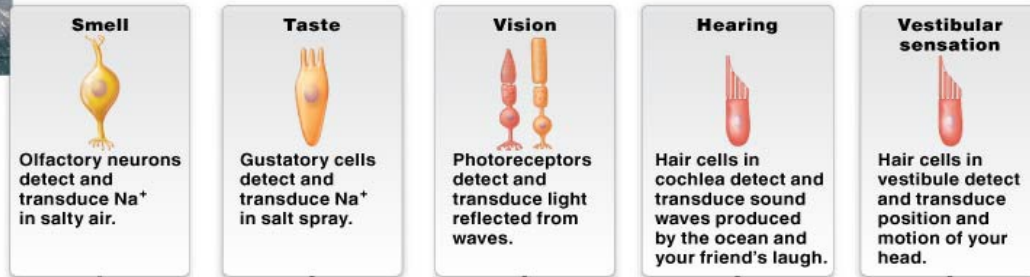 Smell
Olfactory neurons
detect and
transduce Na⁺
in salty air.
Taste
Gustatory cells
detect and
transduce Na⁺
in salt spray.
Vision
Photoreceptors
detect and
transduce light
reflected from
waves.
Hearing
Hair cells in
cochlea detect and
transduce sound
waves produced
by the ocean and
your friend's laugh.
Vestibular
sensation
Hair cells in
vestibule detect
and transduce
position and
motion of your
head.